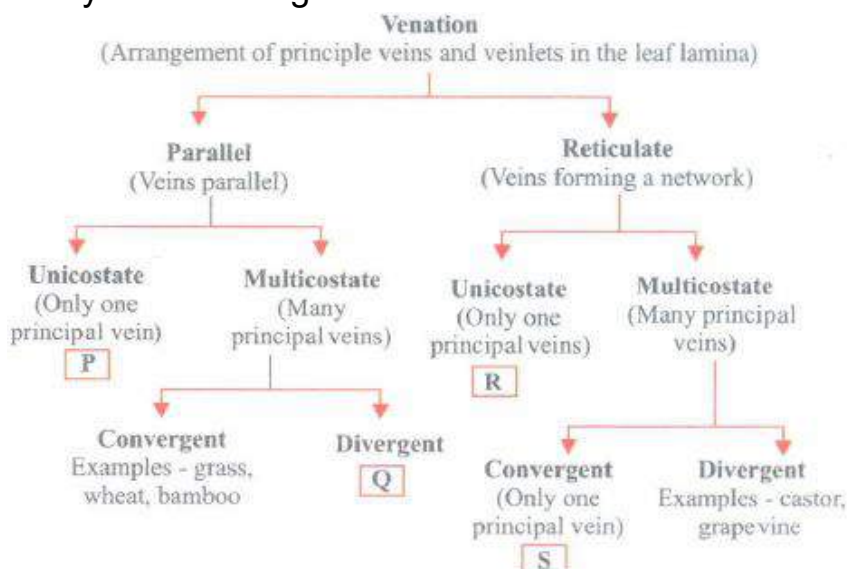 Venation
(Arrangement of principle veins and veinlets in the leaf lamina)
Parallel
(Veins parallel)
Reticulate
(Veins forming a network)
Unicostate
(Only one
principal vein)
P
Multicostate
(Many
principal veins)
Unicostate
(Only one
principal veins)
R
Multicostate
(Many principal
veins)
Convergent
Examples - grass,
wheat, bamboo
Divergent
Q
Convergent
(Only one
principal vein)
S
Divergent
Examples - castor,
grapevine